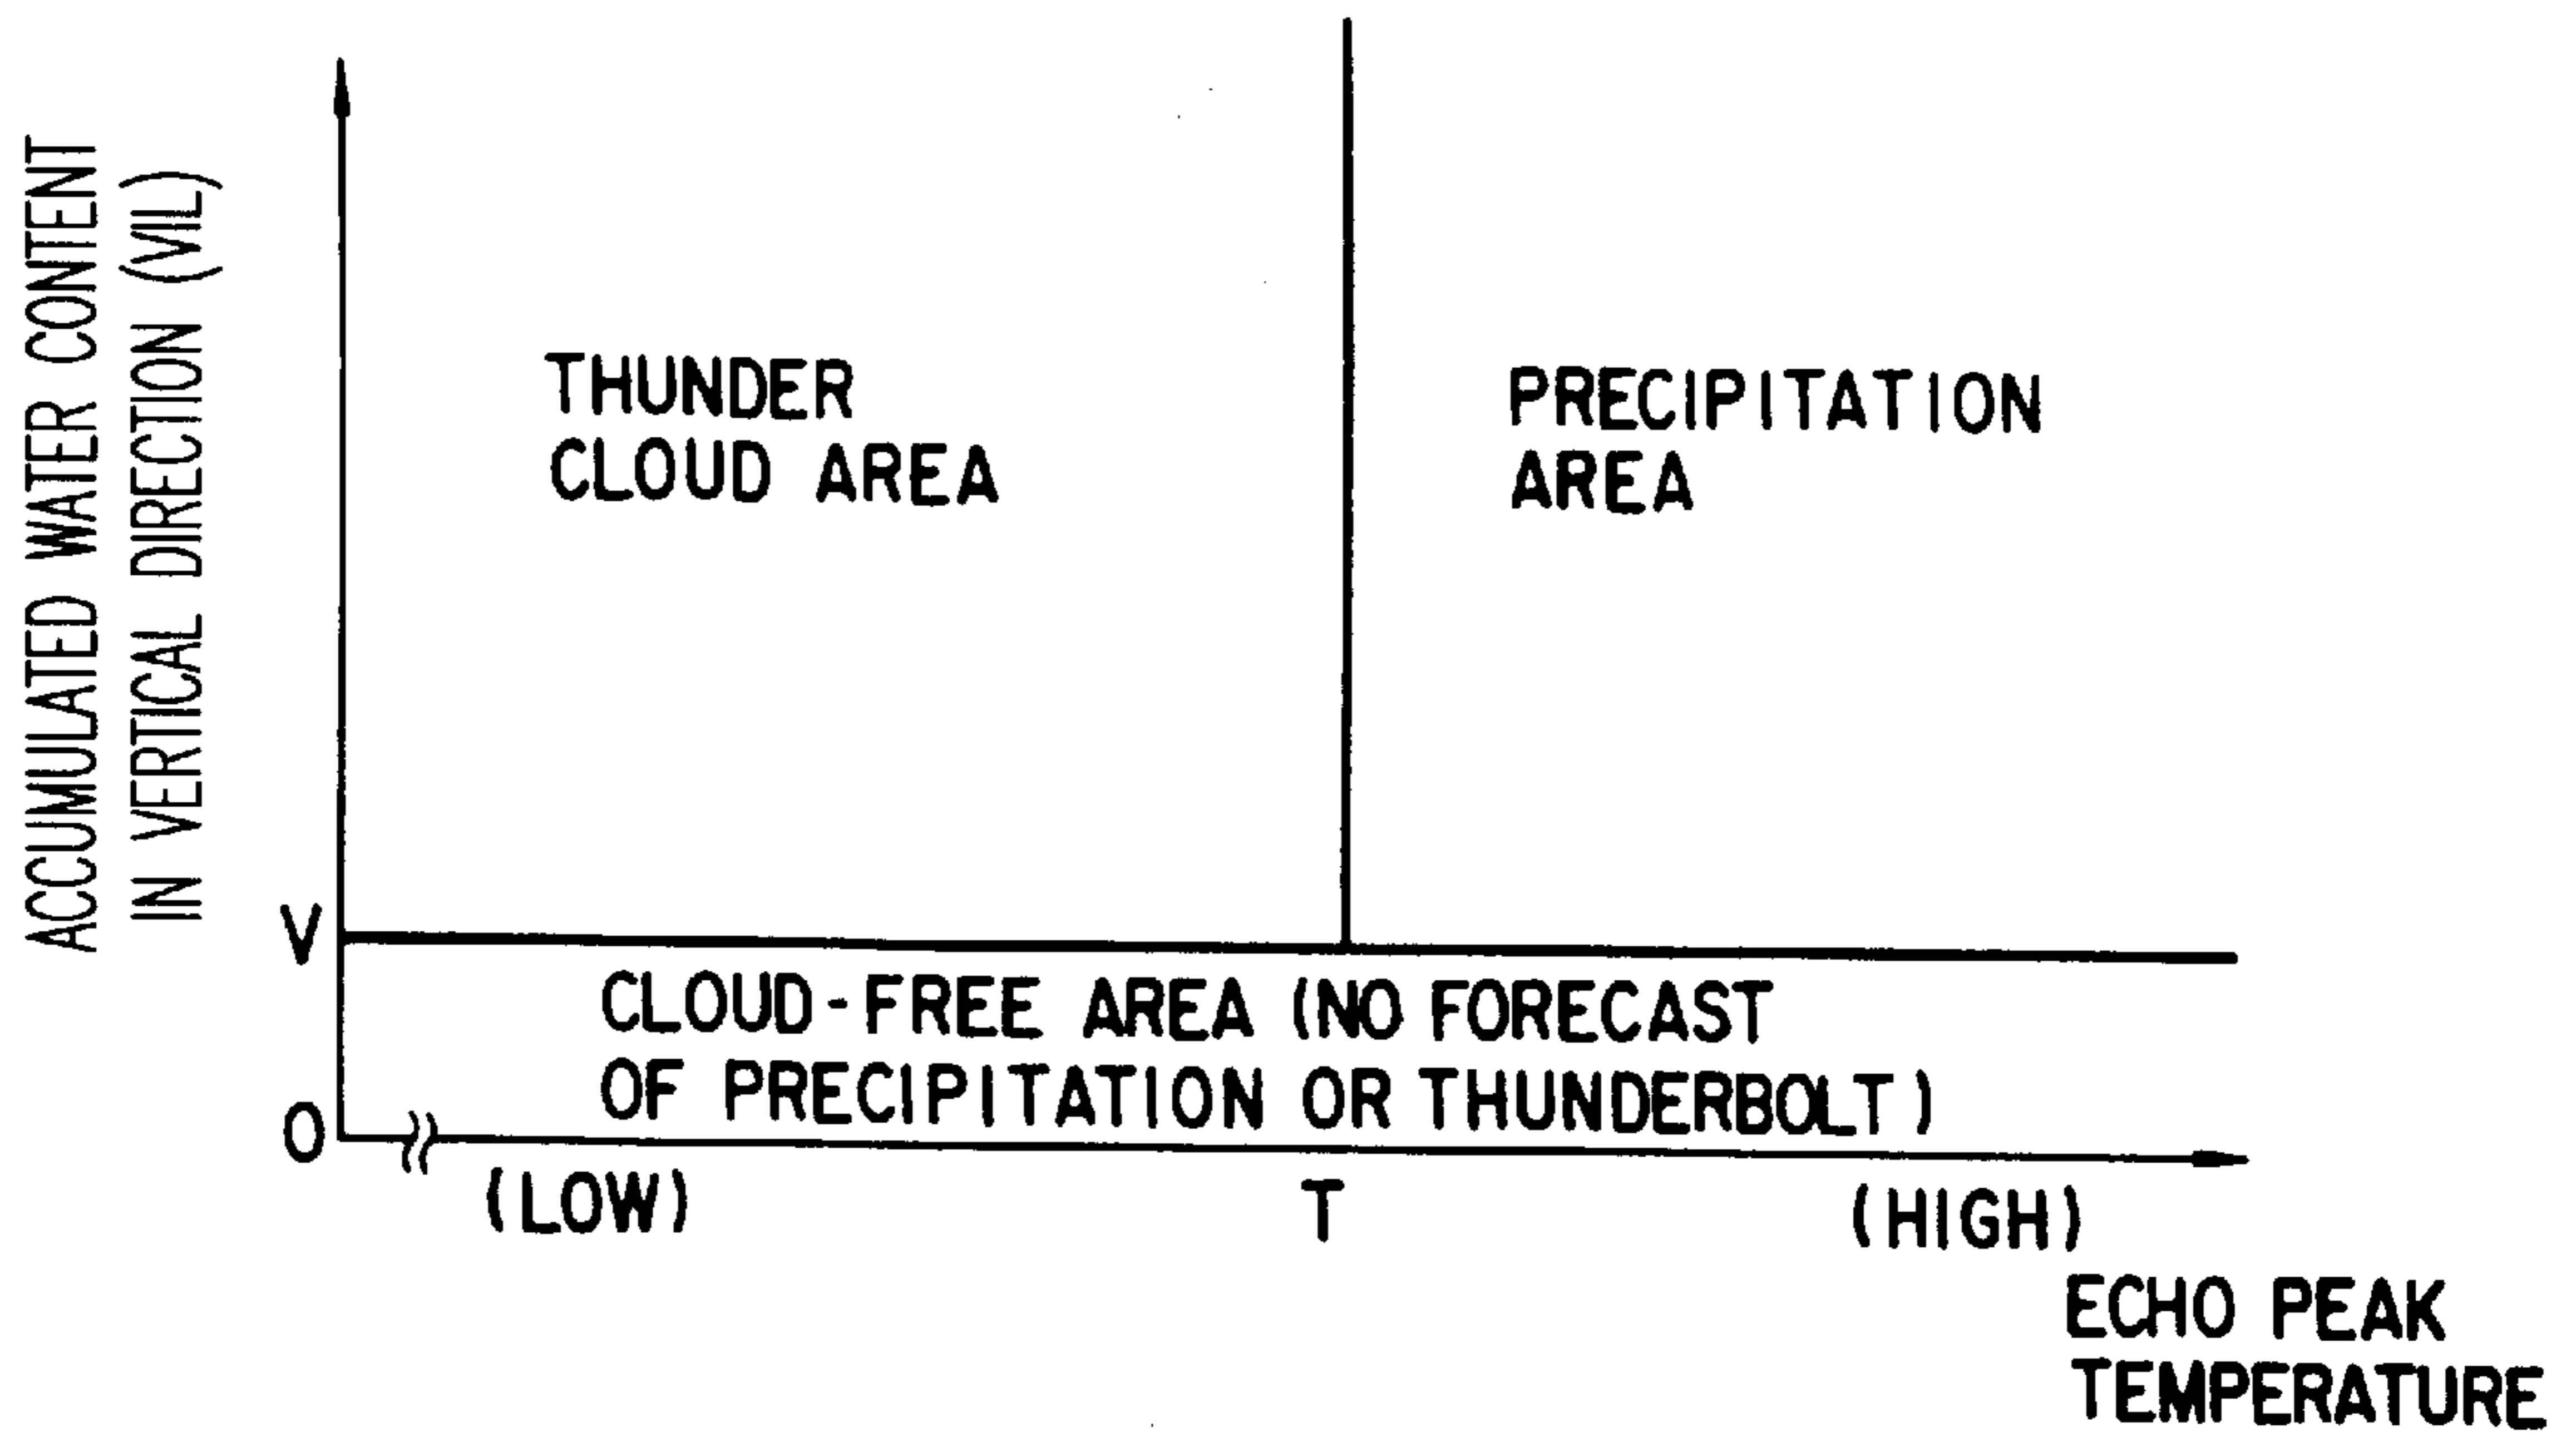 ACCUMULATED WATER CONTENT
IN VERTICAL DIRECTION (VIL)
THUNDER
CLOUD AREA
PRECIPITATION
AREA
V
CLOUD-FREE AREA (NO FORECAST
OF PRECIPITATION OR THUNDERBOLT)
O
(LOW)
T
(HIGH)
ECHO PEAK
TEMPERATURE